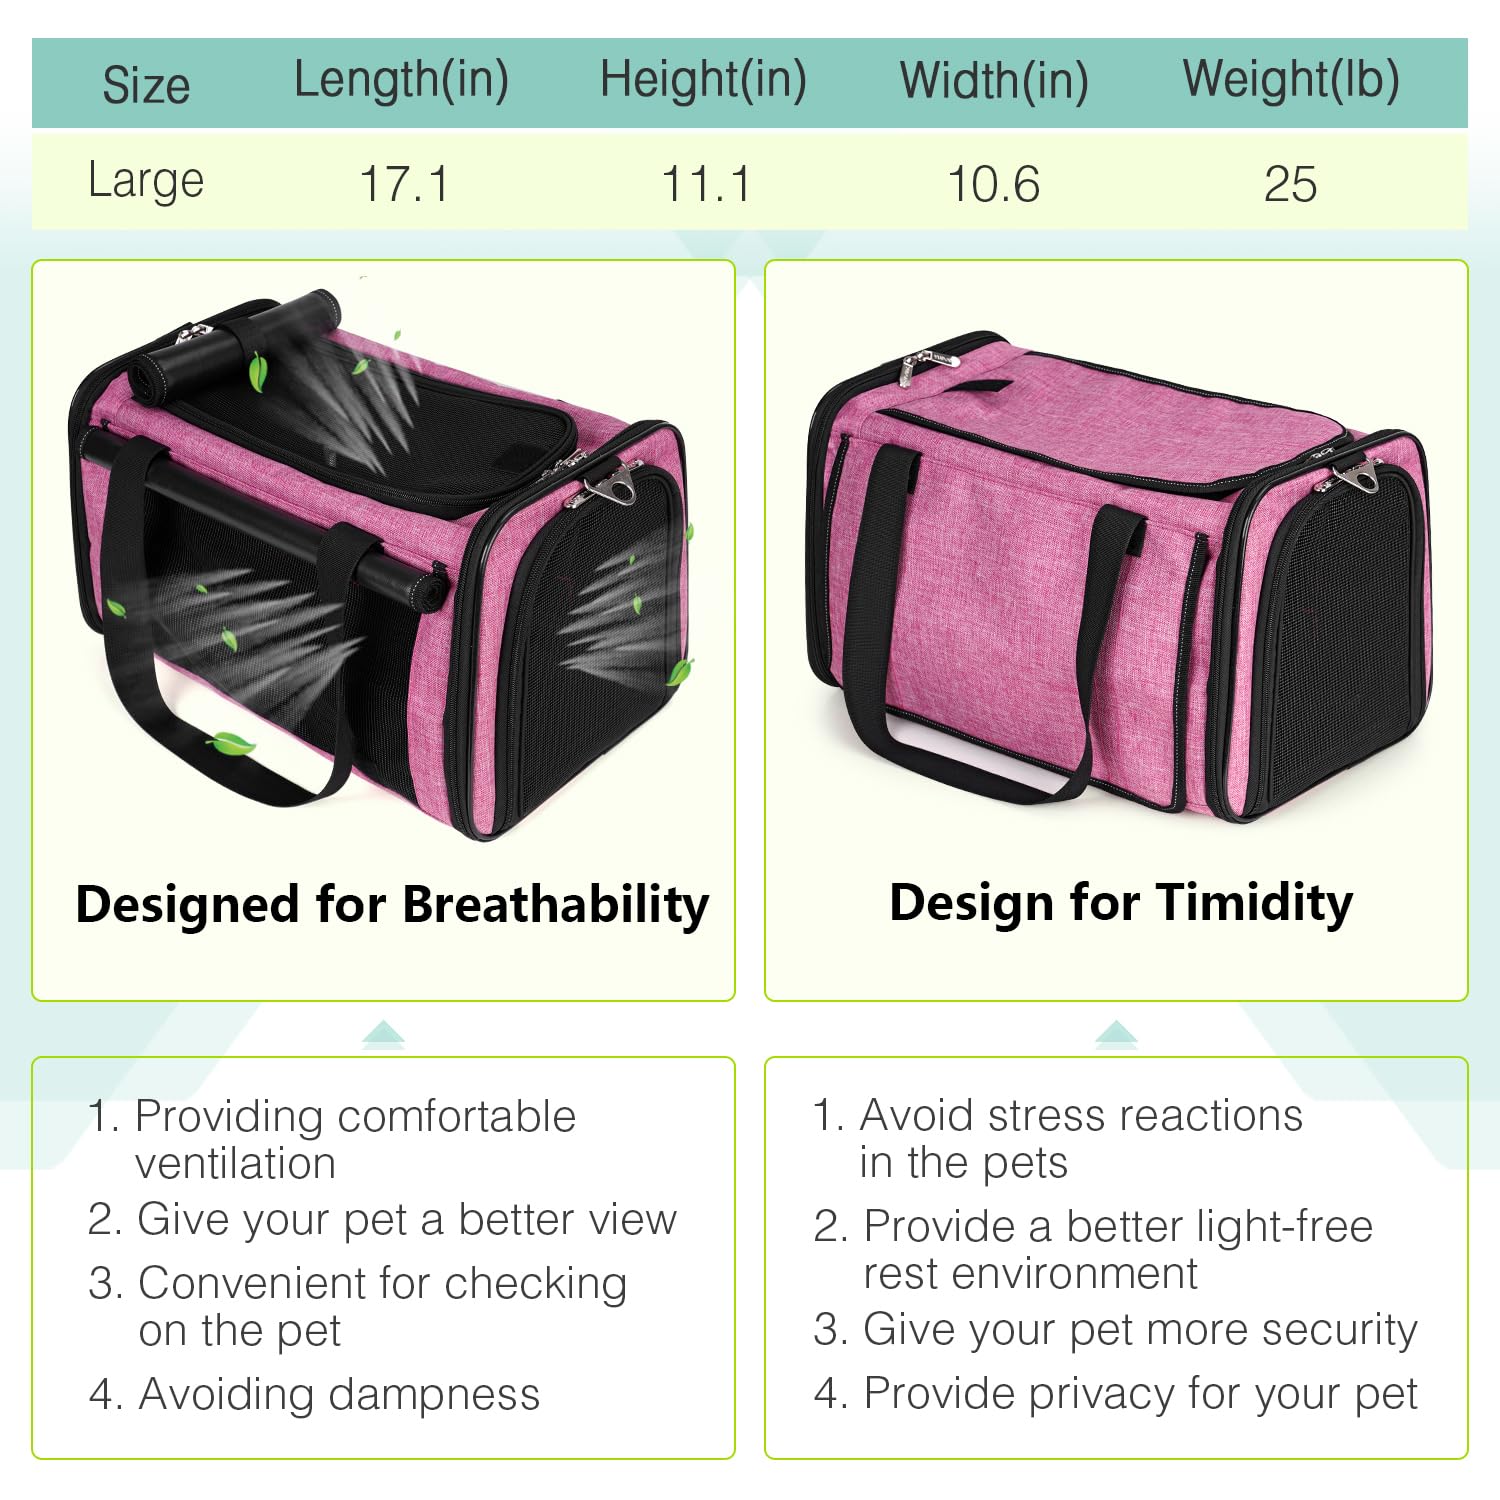 Size Length(in) Height(in) Width(in) Weight(lb)
Large 17.1 11.1 10.6 25
Designed for Breathability
Design for Timidity
1. Providing comfortable
ventilation
2. Give your pet a better view
3. Convenient for checking
on the pet
4. Avoiding dampness
1. Avoid stress reactions
in the pets
2. Provide a better light-free
rest environment
3. Give your pet more security
4. Provide privacy for your pet